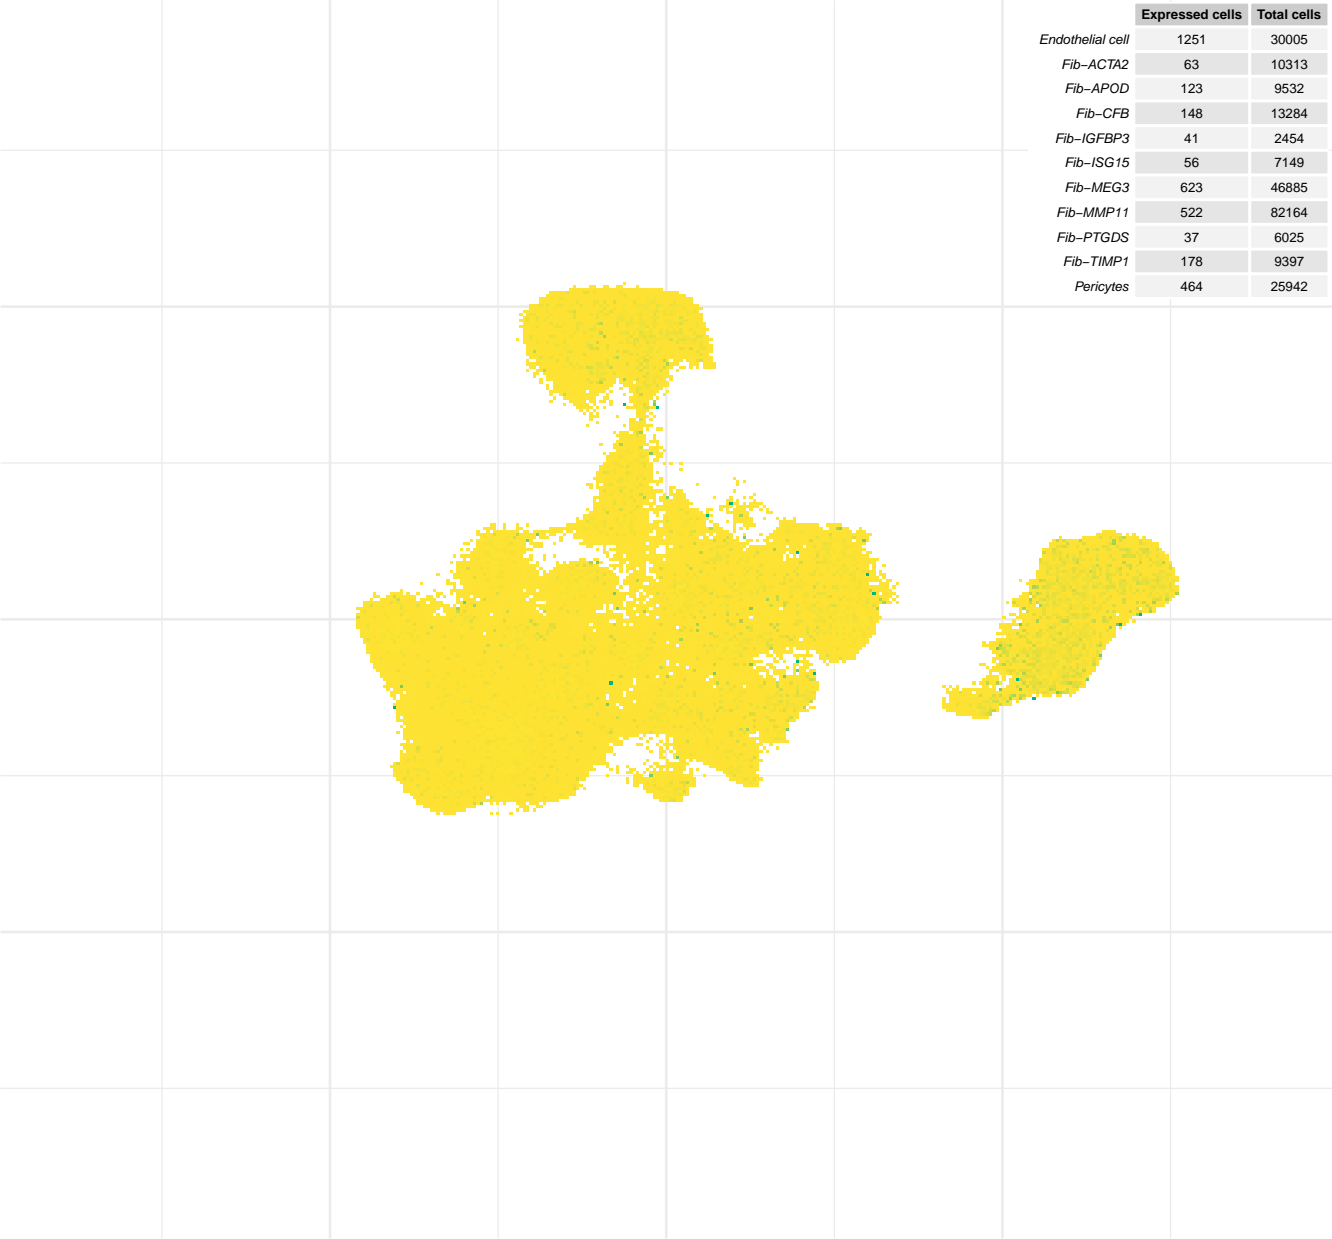 Expressed cells Total cells
Endothelial cell 1251 30005
Fib−ACTA2 63 10313
Fib−APOD 123 9532
Fib−CFB 148 13284
Fib−IGFBP3 41 2454
Fib−ISG15 56 7149
Fib−MEG3 623 46885
Fib−MMP11 522 82164
Fib−PTGDS 37 6025
Fib−TIMP1 178 9397
Pericytes 464 25942